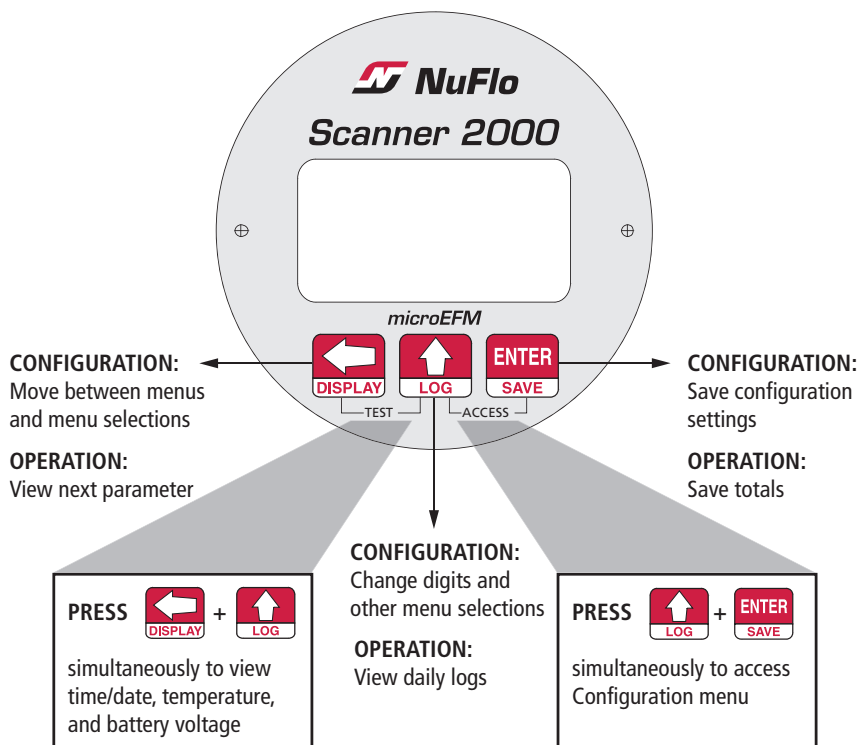 NuFlo
Scanner 2000
microEFM
ENTER
DISPLAY
LOG
SAVE
TEST
ACCESS
CONFIGURATION:
Move between menus
and menu selections
OPERATION:
View next parameter
CONFIGURATION:
Change digits and
other menu selections
OPERATION:
View daily logs
CONFIGURATION:
Save configuration
settings
OPERATION:
Save totals
PRESS
DISPLAY
+
LOG
simultaneously to view
time/date, temperature,
and battery voltage
PRESS
LOG
+
ENTER
SAVE
simultaneously to access
Configuration menu